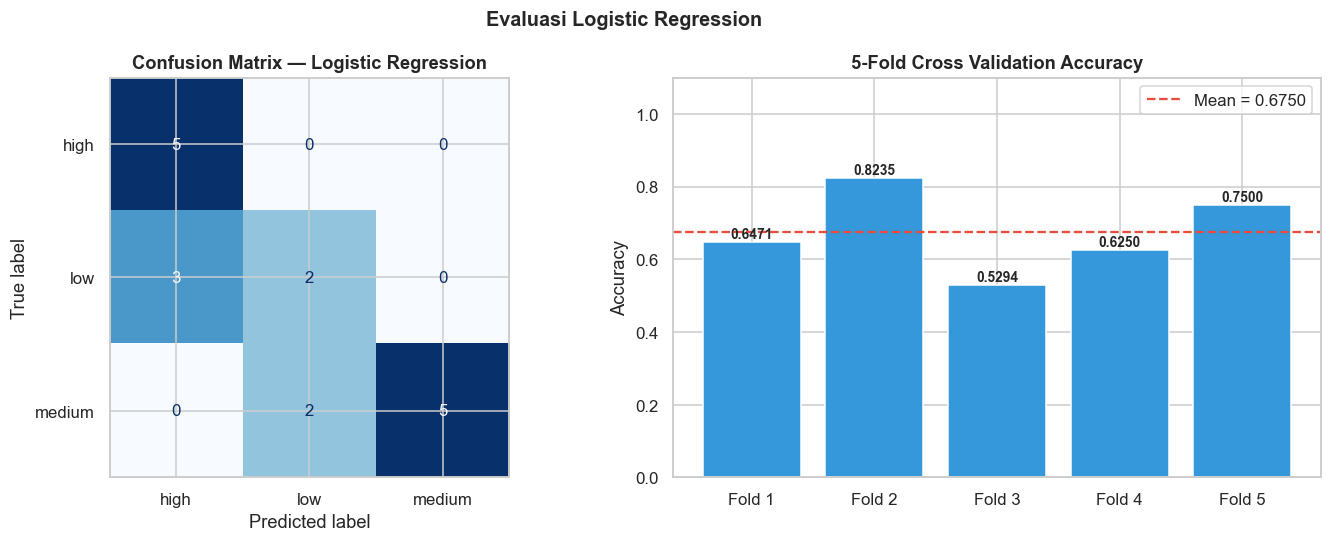 Evaluasi Logistic Regression
Confusion Matrix — Logistic Regression
True label
high
5 0 0
low
3 2 0
medium
0 2 5
high low medium
Predicted label
5-Fold Cross Validation Accuracy
Mean = 0.6750
Accuracy
1.0
0.8
0.6
0.4
0.2
0.0
0.6471
0.8235
0.5294
0.6250
0.7500
Fold 1 Fold 2 Fold 3 Fold 4 Fold 5